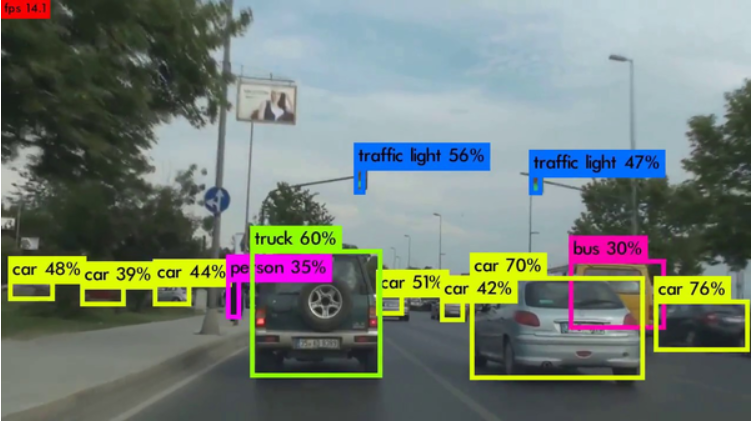 fps 14.1
traffic light 56%
traffic light 47%
truck 60%
bus 30%
car 48%
car 39%
car 44%
person 35%
car 51%
car 70%
car 42%
car 76%